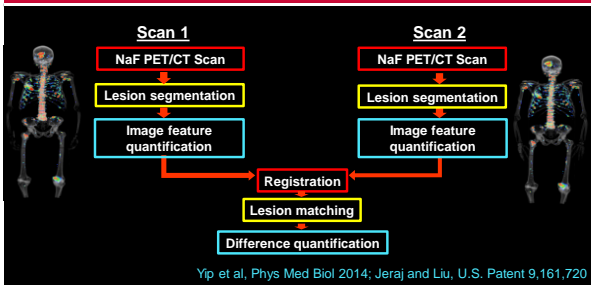 Scan 1
Scan 2
NaF PET/CT Scan
NaF PET/CT Scan
Lesion segmentation
Lesion segmentation
Image feature
quantification
Image feature
quantification
Registration
Lesion matching
Difference quantification
Yip et al, Phys Med Biol 2014; Jeraj and Liu, U.S. Patent 9,161,720